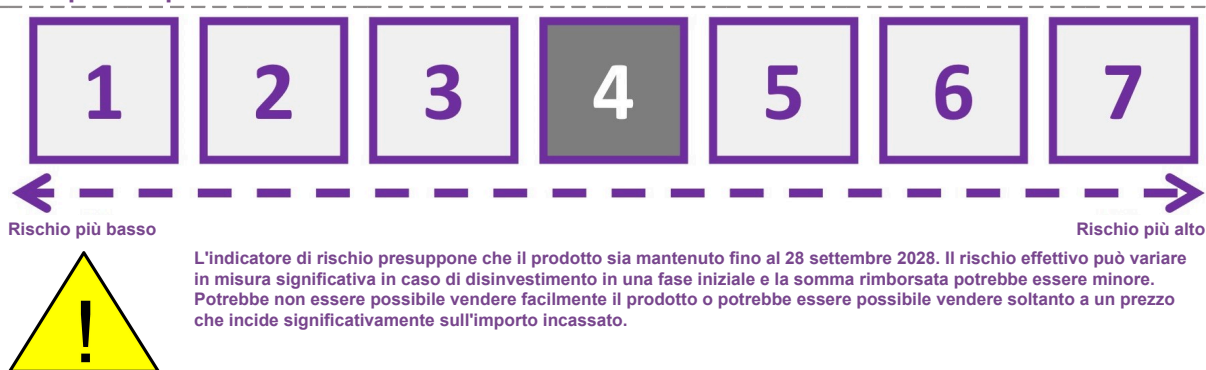 1 2 3 4 5 6 7
Rischio più basso Rischio più alto
L'indicatore di rischio presuppone che il prodotto sia mantenuto fino al 28 settembre 2028. Il rischio effettivo può variare
in misura significativa in caso di disinvestimento in una fase iniziale e la somma rimborsata potrebbe essere minore.
Potrebbe non essere possibile vendere facilmente il prodotto o potrebbe essere possibile vendere soltanto a un prezzo
che incide significativamente sull'importo incassato.
!